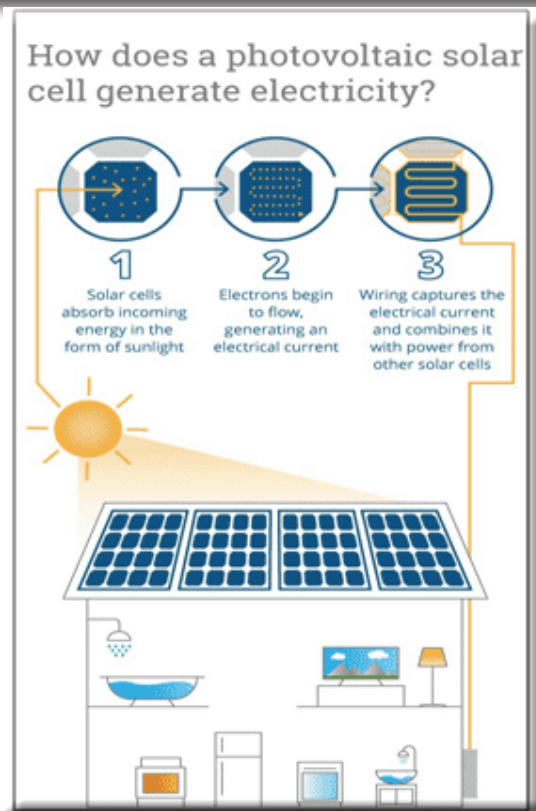 How does a photovoltaic solar
cell generate electricity?
1
Solar cells
absorb incoming
energy in the
form of sunlight
2
Electrons begin
to flow,
generating an
electrical current
3
Wiring captures the
electrical current
and combines it
with power from
other solar cells